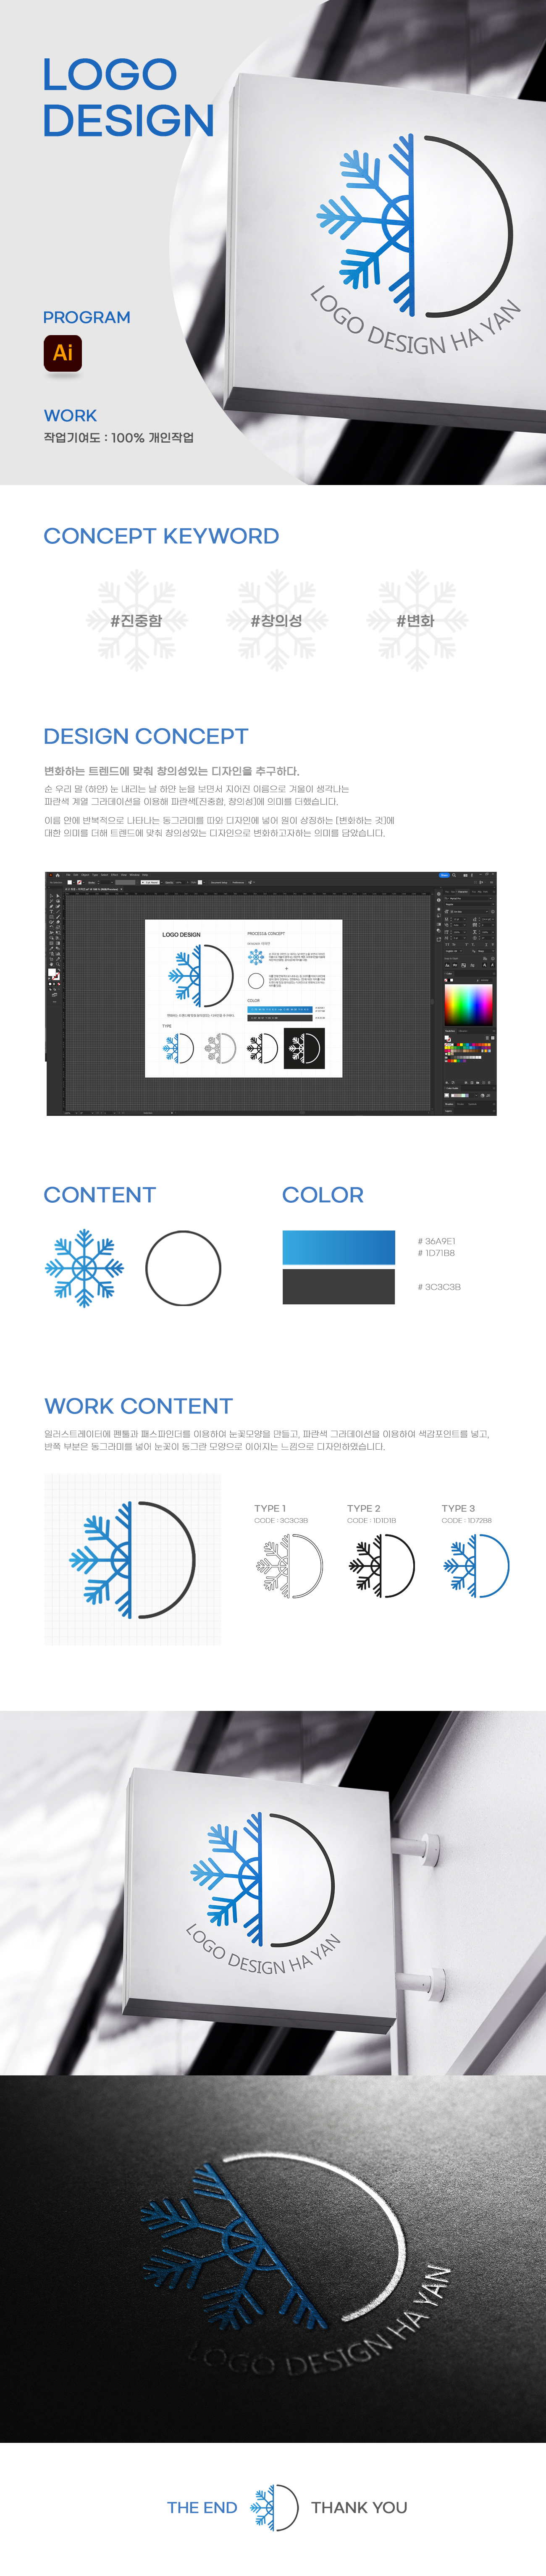 LOGO
DESIGN
LOGO DESIGN HA YAN
PROGRAM
Ai
WORK
작업기여도 : 100% 개인작업
CONCEPT KEYWORD
#진중함
#창의성
#변화
DESIGN CONCEPT
변화하는 트렌드에 맞춰 창의성있는 디자인을 추구하다.
순 우리 말 (하얀) 눈 내리는 날 하얀 눈을 보면서 지어진 이름으로 겨울이 생각나는
파란색 계열 그라데이션을 이용해 파란색[진중함, 창의성]에 의미를 더했습니다.
이름 안에 반복적으로 나타나는 동그라미를 따와 디자인에 넣어 원이 상징하는 [변화하는 것]에
대한 의미를 더해 트렌드에 맞춰 창의성있는 디자인으로 변화하고자하는 의미를 담았습니다.
LOGO DESIGN
PROCESS & CONCEPT
COLOR
TYPE
CONTENT
COLOR
# 36A9E1
# 1D71B8
# 3C3C3B
WORK CONTENT
일러스트레이터에 펜툴과 패스파인더를 이용하여 눈꽃모양을 만들고, 파란색 그라데이션을 이용하여 색감포인트를 넣고,
반쪽 부분은 동그라미를 넣어 눈꽃이 동그란 모양으로 이어지는 느낌으로 디자인하였습니다.
TYPE 1
CODE : 3C3C3B
TYPE 2
CODE : 1D1D1B
TYPE 3
CODE : 1D72B8
LOGO DESIGN HA YAN
LOGO DESIGN HA YAN
THE END
THANK YOU